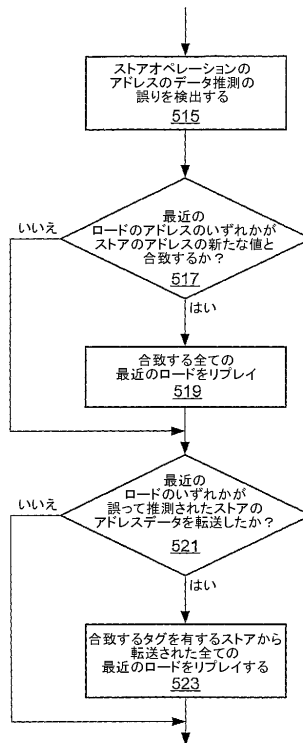 ストアオペレーションの
アドレスのデータ推測の
誤りを検出する
515
最近の
ロードのアドレスのいずれかが
ストアのアドレスの新たな値と
合致するか?
517
いいえ
はい
合致する全ての
最近のロードをリプレイ
519
最近の
ロードのいずれかが
誤って推測されたストアの
アドレスデータを転送したか?
521
いいえ
はい
合致するタグを有するストアから
転送された全ての
最近のロードをリプレイする
523